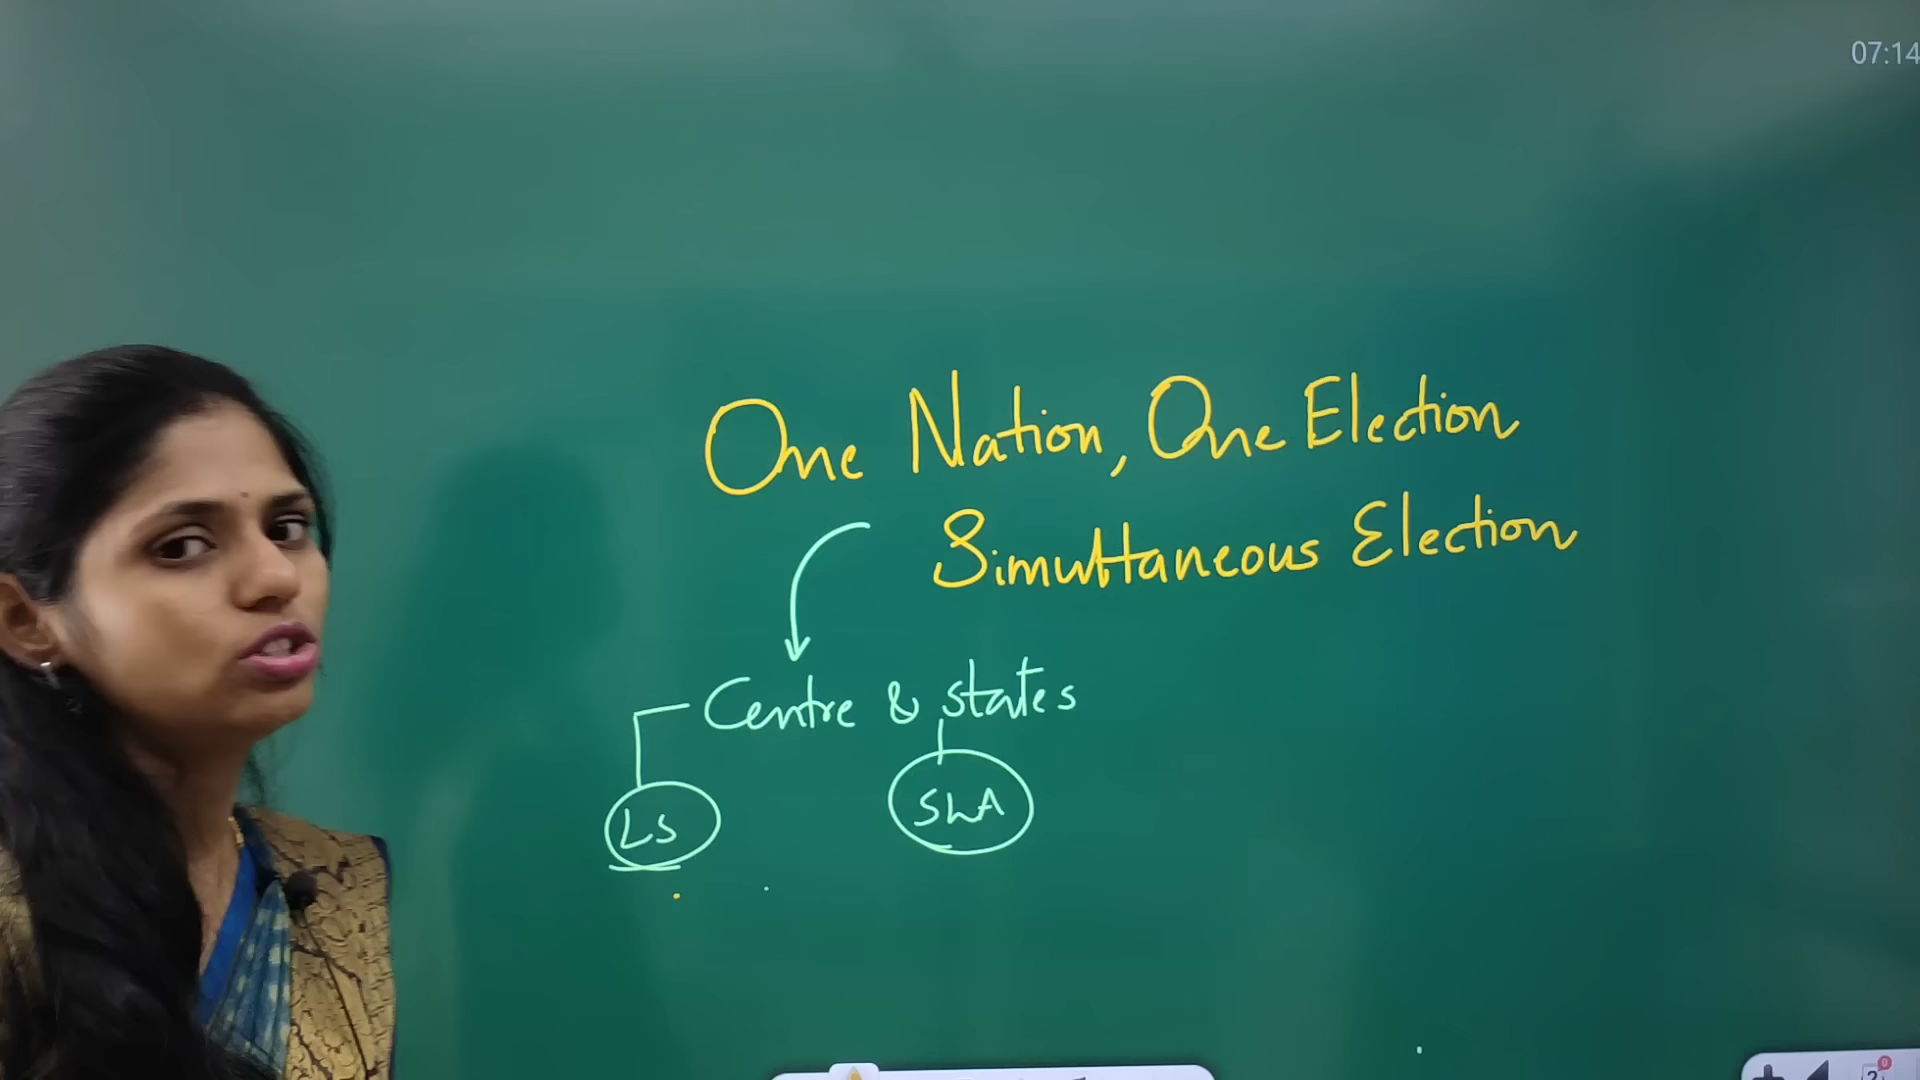 07:14
One Nation, One Election
Simultaneous Election
Centre & states
LS
SLA